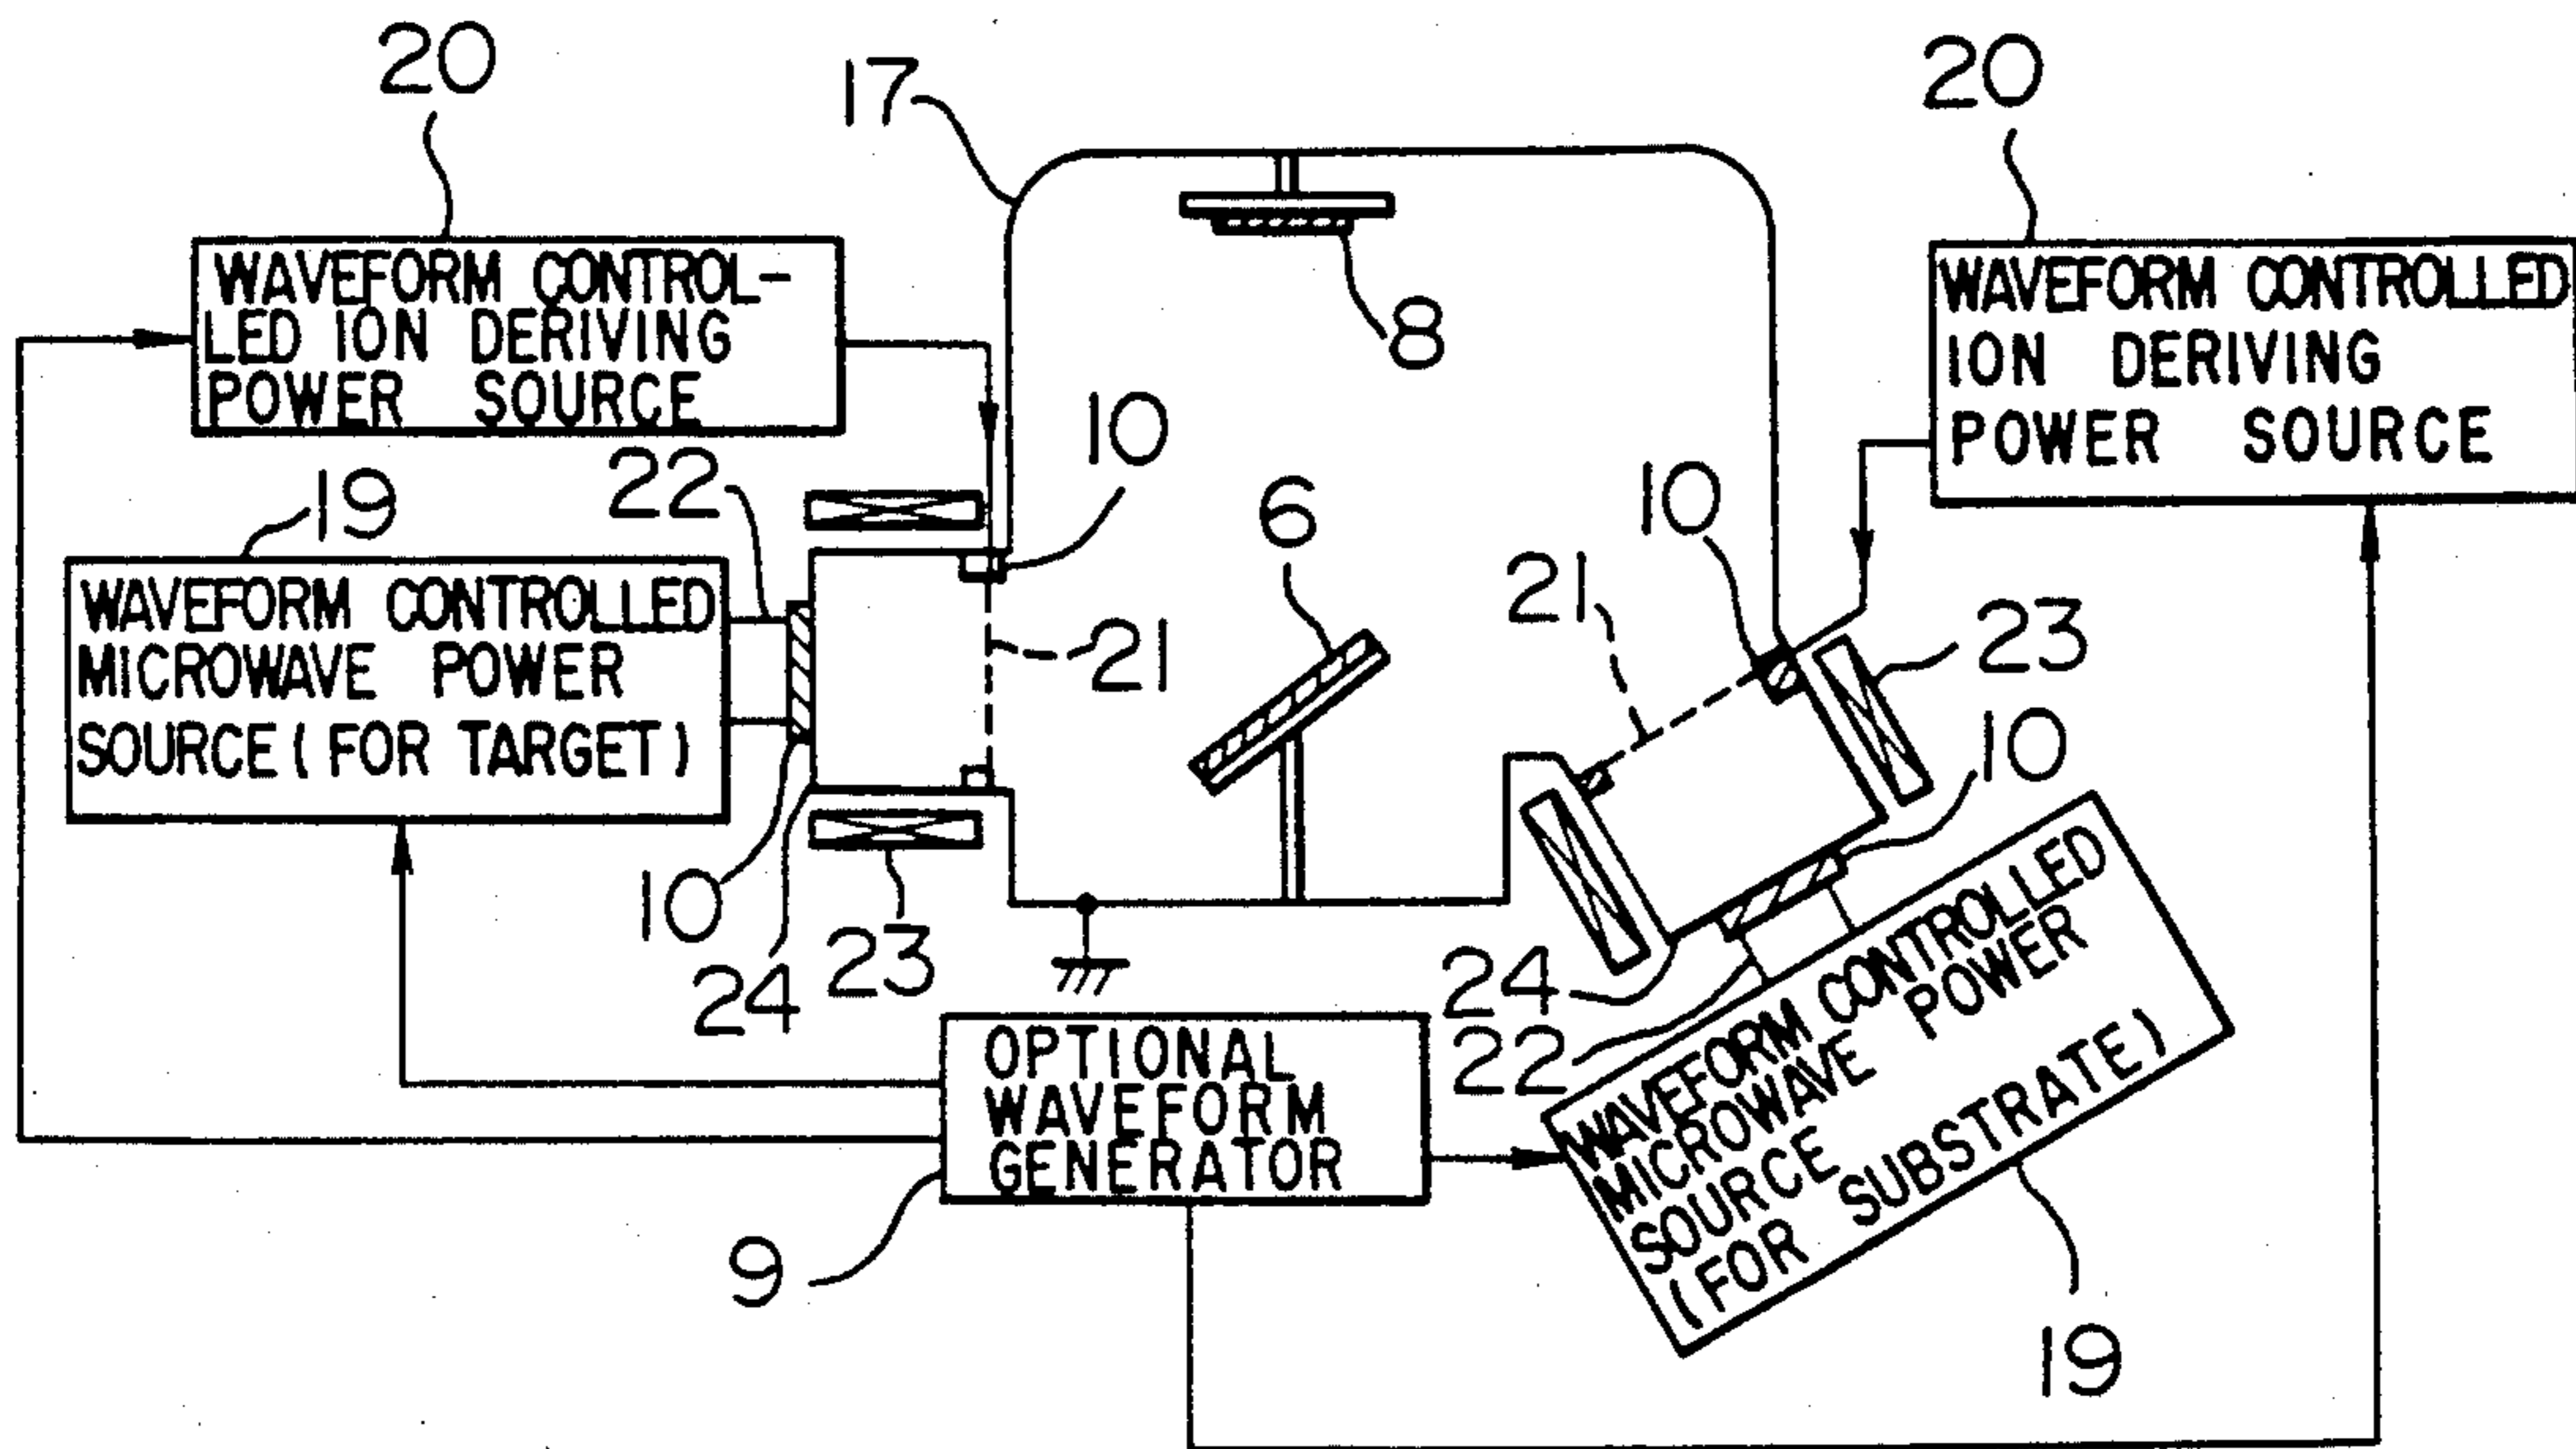 20
17
20
WAVEFORM CONTROL-
LED ION DERIVING
POWER SOURCE
8
WAVEFORM CONTROLLED
ION DERIVING
POWER SOURCE
19
22
10
6
10
21
23
WAVEFORM CONTROLLED
MICROWAVE POWER
SOURCE (FOR TARGET)
21
10
10
24
23
24
22
OPTIONAL
WAVEFORM
GENERATOR
9
WAVEFORM CONTROLLED
MICROWAVE POWER
SOURCE
(FOR SUBSTRATE)
19